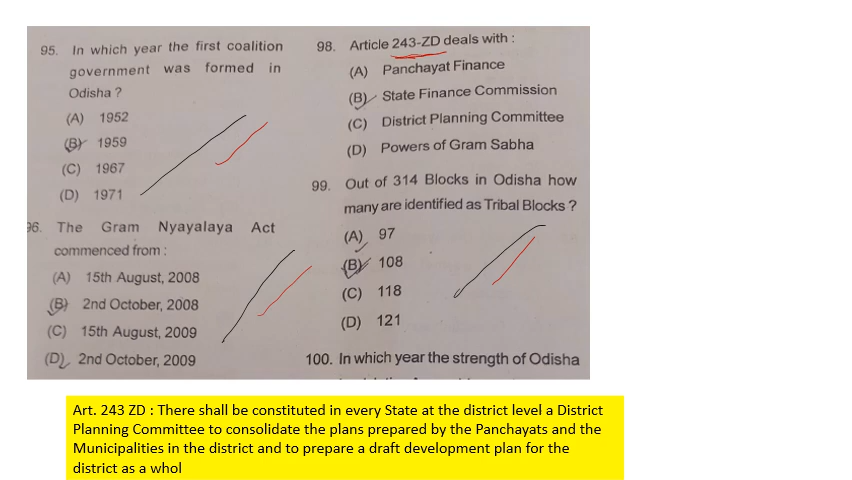 95. In which year the first coalition
government was formed in
Odisha ?
(A) 1952
(B) 1959
(C) 1967
(D) 1971
96. The Gram Nyayalaya Act
commenced from :
(A) 15th August, 2008
(B) 2nd October, 2008
(C) 15th August, 2009
(D) 2nd October, 2009
98. Article 243-ZD deals with :
(A) Panchayat Finance
(B) State Finance Commission
(C) District Planning Committee
(D) Powers of Gram Sabha
99. Out of 314 Blocks in Odisha how
many are identified as Tribal Blocks ?
(A) 97
(B) 108
(C) 118
(D) 121
100. In which year the strength of Odisha
Art. 243 ZD : There shall be constituted in every State at the district level a District
Planning Committee to consolidate the plans prepared by the Panchayats and the
Municipalities in the district and to prepare a draft development plan for the
district as a whol